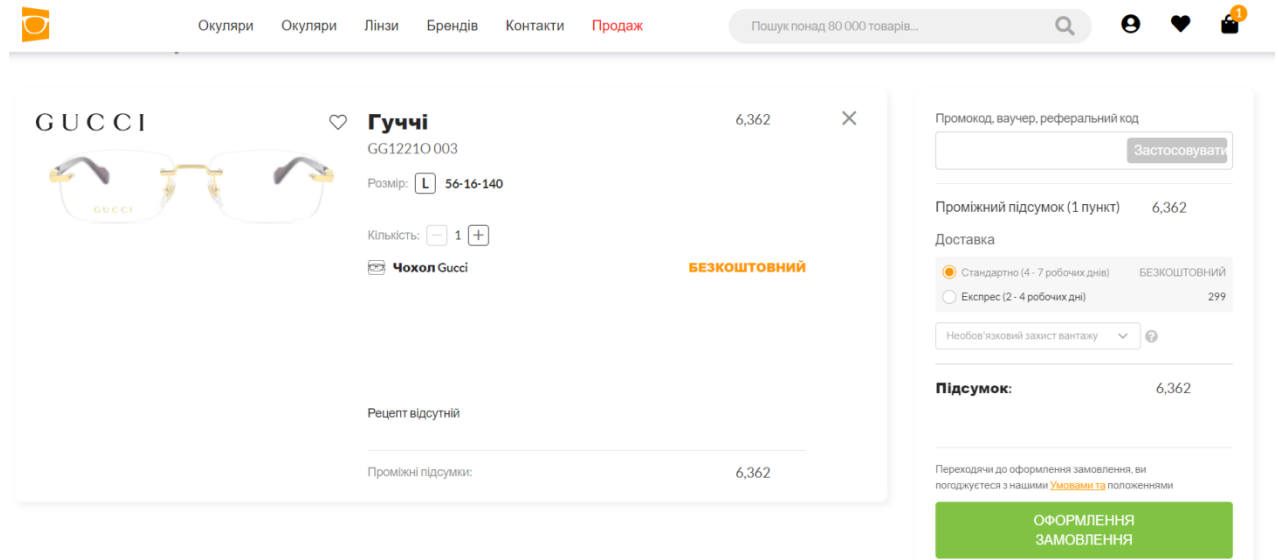 Окуляри Окуляри Лінзи Брендів Контакти Продаж Пошук понад 80 000 товарів... 1
GUCCI
GUCCI
Гуччі 6,362
GG1221O 003
Розмір: L 56-16-140
Кількість: 1
Чохол Gucci БЕЗКОШТОВНИЙ
Рецепт відсутній
Проміжні підсумки: 6,362
Промокод, ваучер, реферальний код
Застосовувати
Проміжний підсумок (1 пункт) 6,362
Доставка
Стандартно (4 - 7 робочих днів) БЕЗКОШТОВНИЙ
Експрес (2 - 4 робочих дні) 299
Необов'язковий захист вантажу ?
Підсумок: 6,362
Переходячи до оформлення замовлення, ви
погоджуєтеся з нашими Умовами та положеннями
ОФОРМЛЕННЯ
ЗАМОВЛЕННЯ